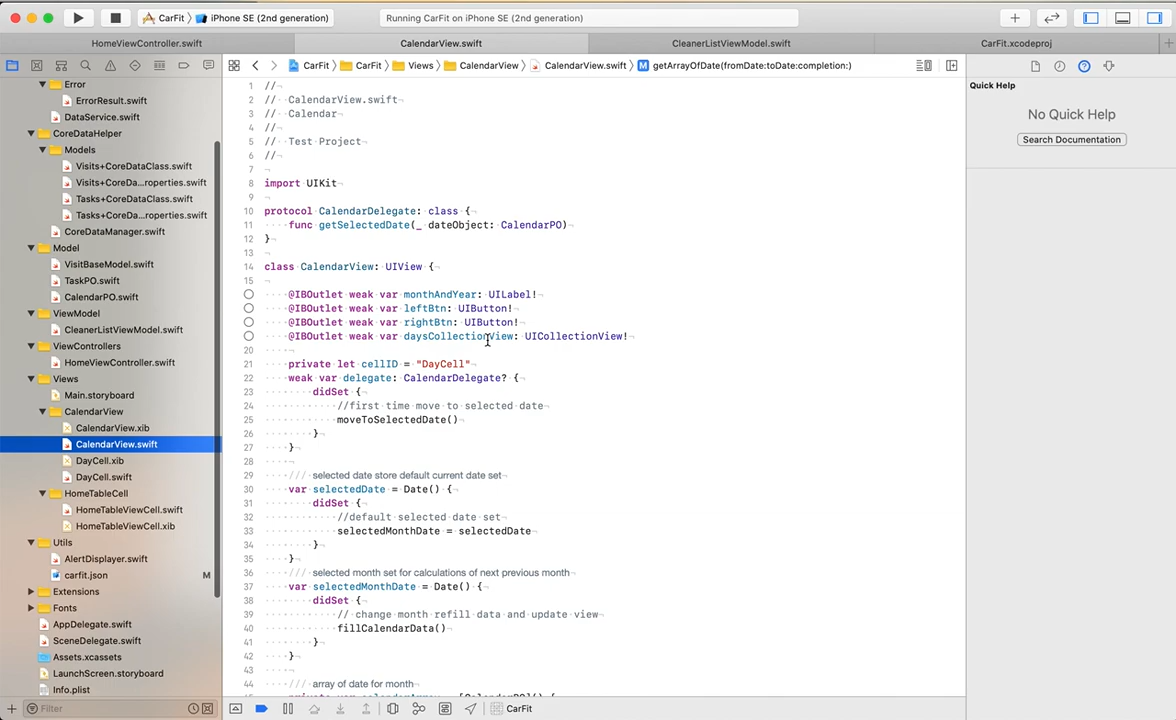 CarFit 〉 iPhone SE (2nd generation)
Running CarFit on iPhone SE (2nd generation)
HomeViewController.swift
CalendarView.swift
CleanerListViewModel.swift
CarFit.xcodeproj
CarFit 〉 CarFit 〉 Views 〉 CalendarView 〉 CalendarView.swift 〉 M getArrayOfDate(fromDate:toDate:completion:)
Error
ErrorResult.swift
DataService.swift
CoreDataHelper
Models
Visits+CoreDataClass.swift
Visits+CoreDa...roperties.swift
Tasks+CoreDataClass.swift
Tasks+CoreDa...roperties.swift
CoreDataManager.swift
Model
VisitBaseModel.swift
TaskPO.swift
CalendarPO.swift
ViewModel
CleanerListViewModel.swift
ViewControllers
HomeViewController.swift
Views
Main.storyboard
CalendarView
CalendarView.xib
CalendarView.swift
DayCell.xib
DayCell.swift
HomeTableCell
HomeTableViewCell.swift
HomeTableViewCell.xib
Utils
AlertDisplayer.swift
carfit.json M
Extensions
Fonts
AppDelegate.swift
SceneDelegate.swift
Assets.xcassets
LaunchScreen.storyboard
Info.plist
Filter
1 //
2 // CalendarView.swift
3 // Calendar
4 //
5 // Test Project
6 //
7
8 import UIKit
9
10 protocol CalendarDelegate: class {
11 func getSelectedDate(_ dateObject: CalendarPO)
12 }
13
14 class CalendarView: UIView {
15
@IBOutlet weak var monthAndYear: UILabel!
@IBOutlet weak var leftBtn: UIButton!
@IBOutlet weak var rightBtn: UIButton!
@IBOutlet weak var daysCollectionView: UICollectionView!
20
21 private let cellID = "DayCell"
22 weak var delegate: CalendarDelegate? {
23 didSet {
24 //first time move to selected date
25 moveToSelectedDate()
26 }
27 }
28
29 /// selected date store default current date set
30 var selectedDate = Date() {
31 didSet {
32 //default selected date set
33 selectedMonthDate = selectedDate
34 }
35 }
36 /// selected month set for calculations of next previous month
37 var selectedMonthDate = Date() {
38 didSet {
39 // change month refill data and update view
40 fillCalendarData()
41 }
42 }
43
44 /// array of date for month
CarFit
Quick Help
No Quick Help
Search Documentation